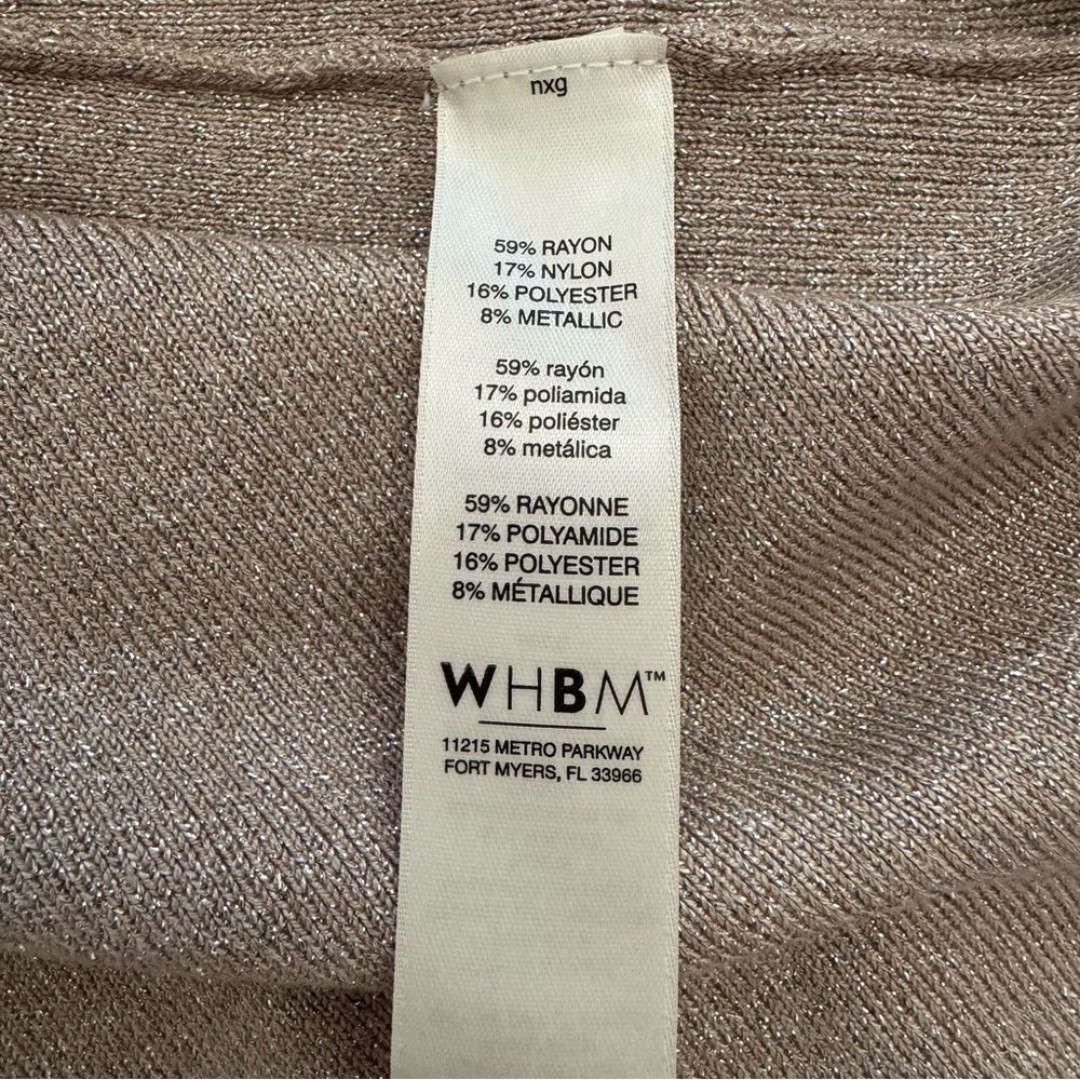 nxg
59% RAYON
17% NYLON
16% POLYESTER
8% METALLIC
59% rayón
17% poliamida
16% poliéster
8% metálica
59% RAYONNE
17% POLYAMIDE
16% POLYESTER
8% MÉTALLIQUE
WHBM™
11215 METRO PARKWAY
FORT MYERS, FL 33966